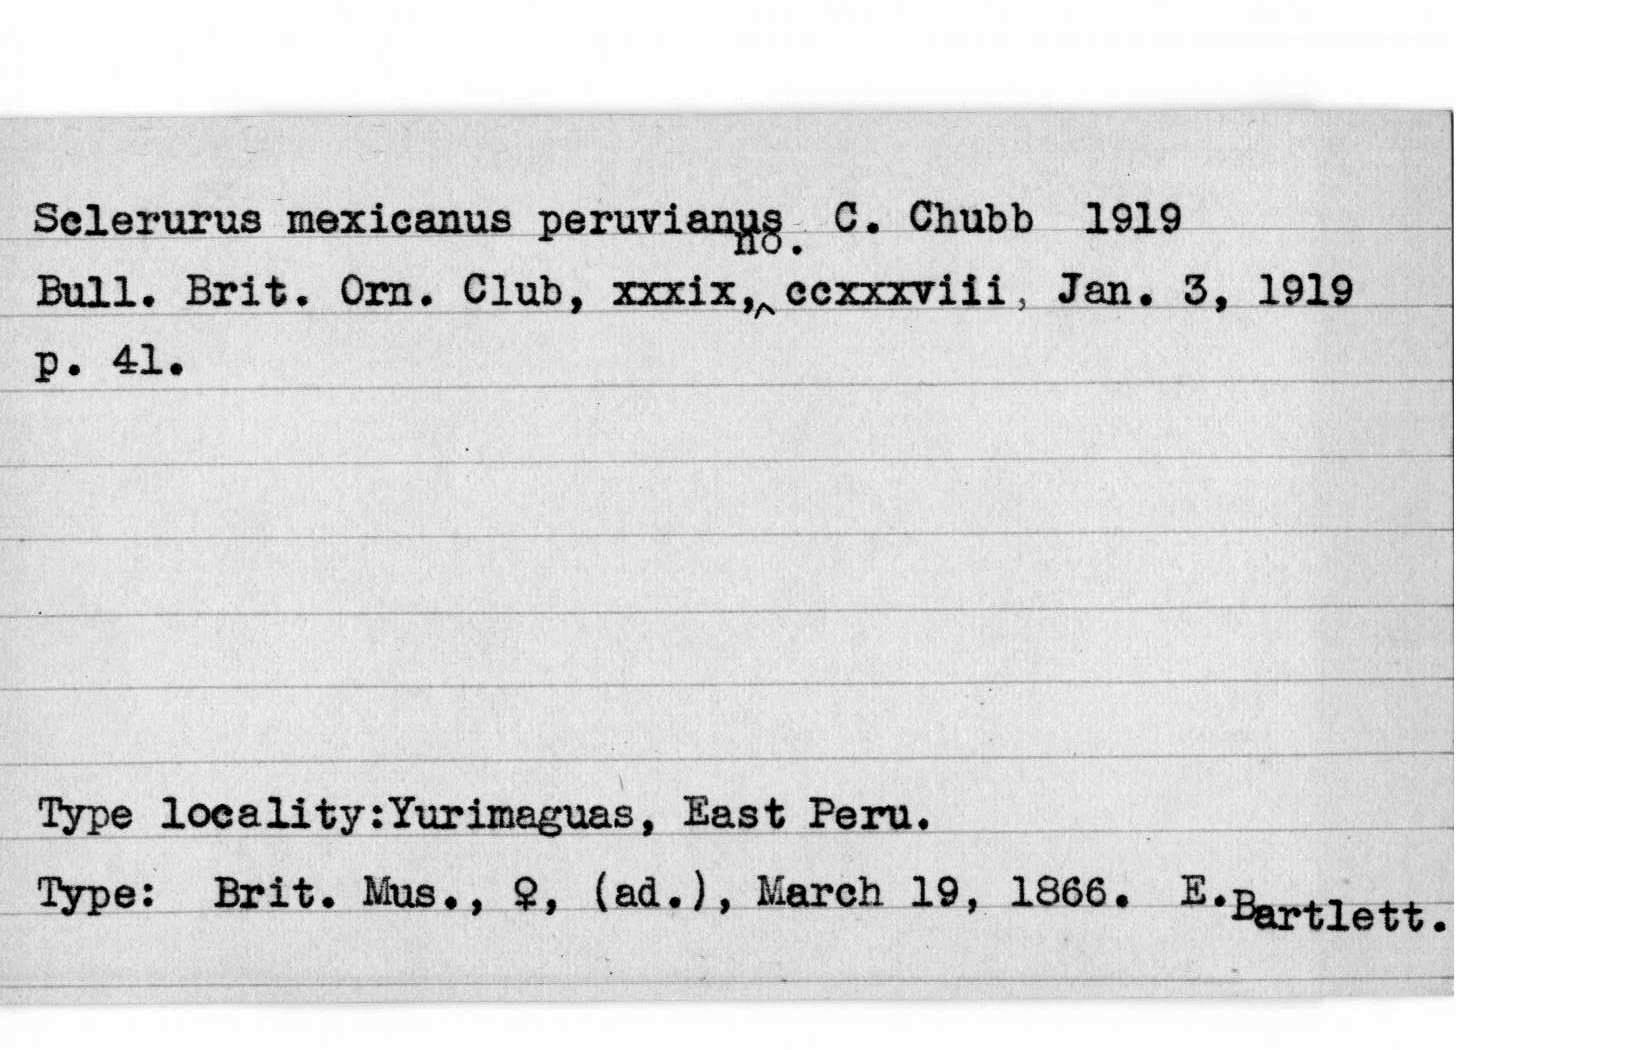 Sclerurus mexicanus peruvianus C. Chubb 1919
Bull. Brit. Orn. Club, xxxix, no. ccxxxviii, Jan. 3, 1919
p. 41.
Type locality:Yurimaguas, East Peru.
Type: Brit. Mus., ♀, (ad.), March 19, 1866. E.Bartlett.